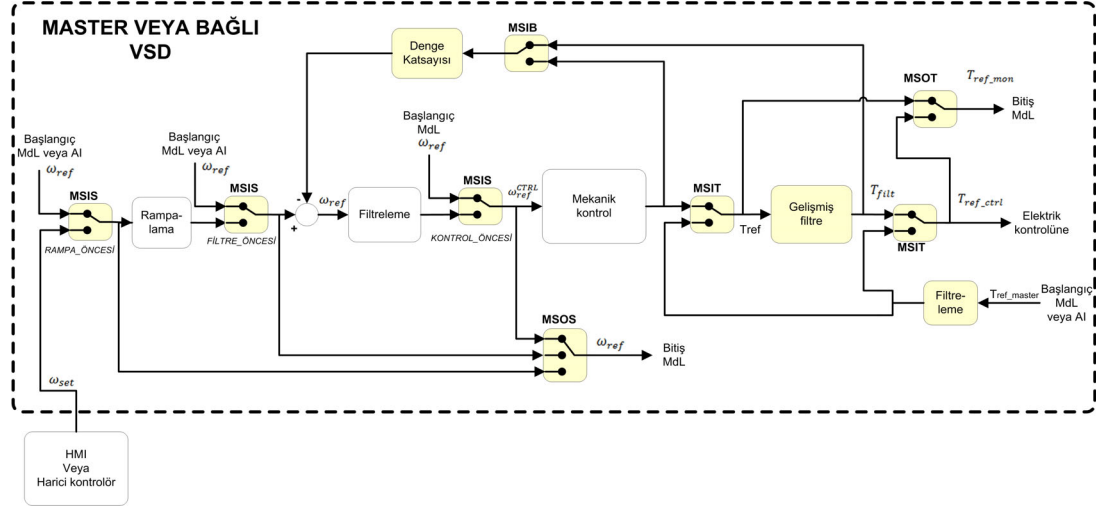 MASTER VEYA BAĞLI
VSD
Denge
Katsayısı
MSIB
MSOT
T_ref_mon
Bitiş
MdL
Başlangıç
MdL veya AI
ω_ref
MSIS
RAMPA_ÖNCESİ
Rampa-
lama
Başlangıç
MdL veya AI
ω_ref
MSIS
FİLTRE_ÖNCESİ
-
+
ω_ref
Filtreleme
Başlangıç
MdL
ω_ref
MSIS
KONTROL_ÖNCESİ
ω_ref^CTRL
Mekanik
kontrol
MSIT
Tref
Gelişmiş
filtre
T_filt
MSIT
T_ref_ctrl
Elektrik
kontrolüne
Filtre-
leme
Tref_master
Başlangıç
MdL
veya AI
MSOS
ω_ref
Bitiş
MdL
ω_set
HMI
Veya
Harici kontrolör